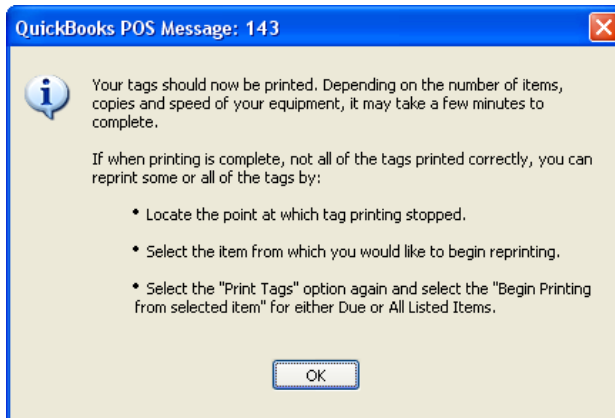 QuickBooks POS Message: 143
Your tags should now be printed. Depending on the number of items,
copies and speed of your equipment, it may take a few minutes to
complete.
If when printing is complete, not all of the tags printed correctly, you can
reprint some or all of the tags by:
* Locate the point at which tag printing stopped.
* Select the item from which you would like to begin reprinting.
* Select the "Print Tags" option again and select the "Begin Printing
from selected item" for either Due or All Listed Items.
OK